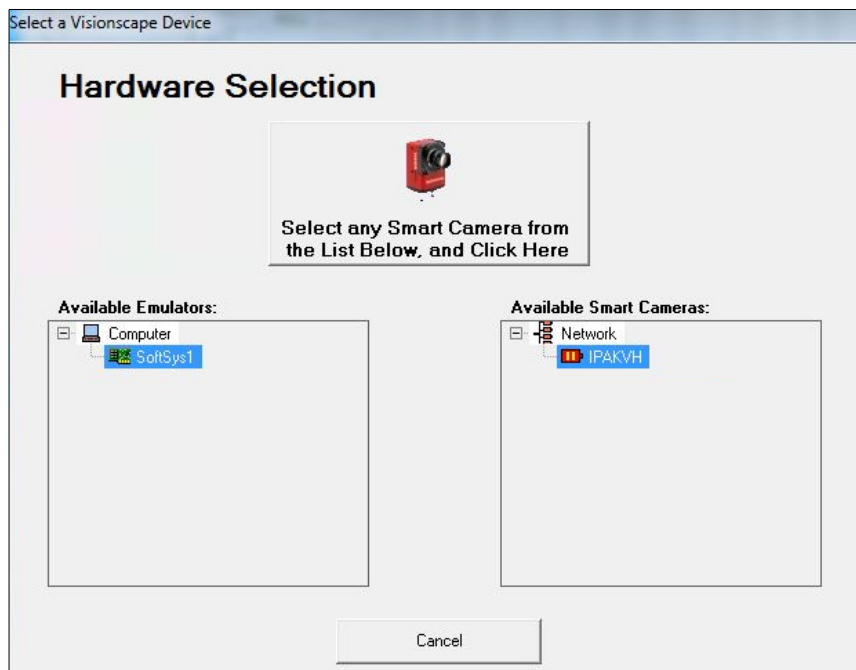 Select a Visionscape Device
Hardware Selection
Select any Smart Camera from
the List Below, and Click Here
Available Emulators:
Computer
SoftSys1
Available Smart Cameras:
Network
IPAKVH
Cancel